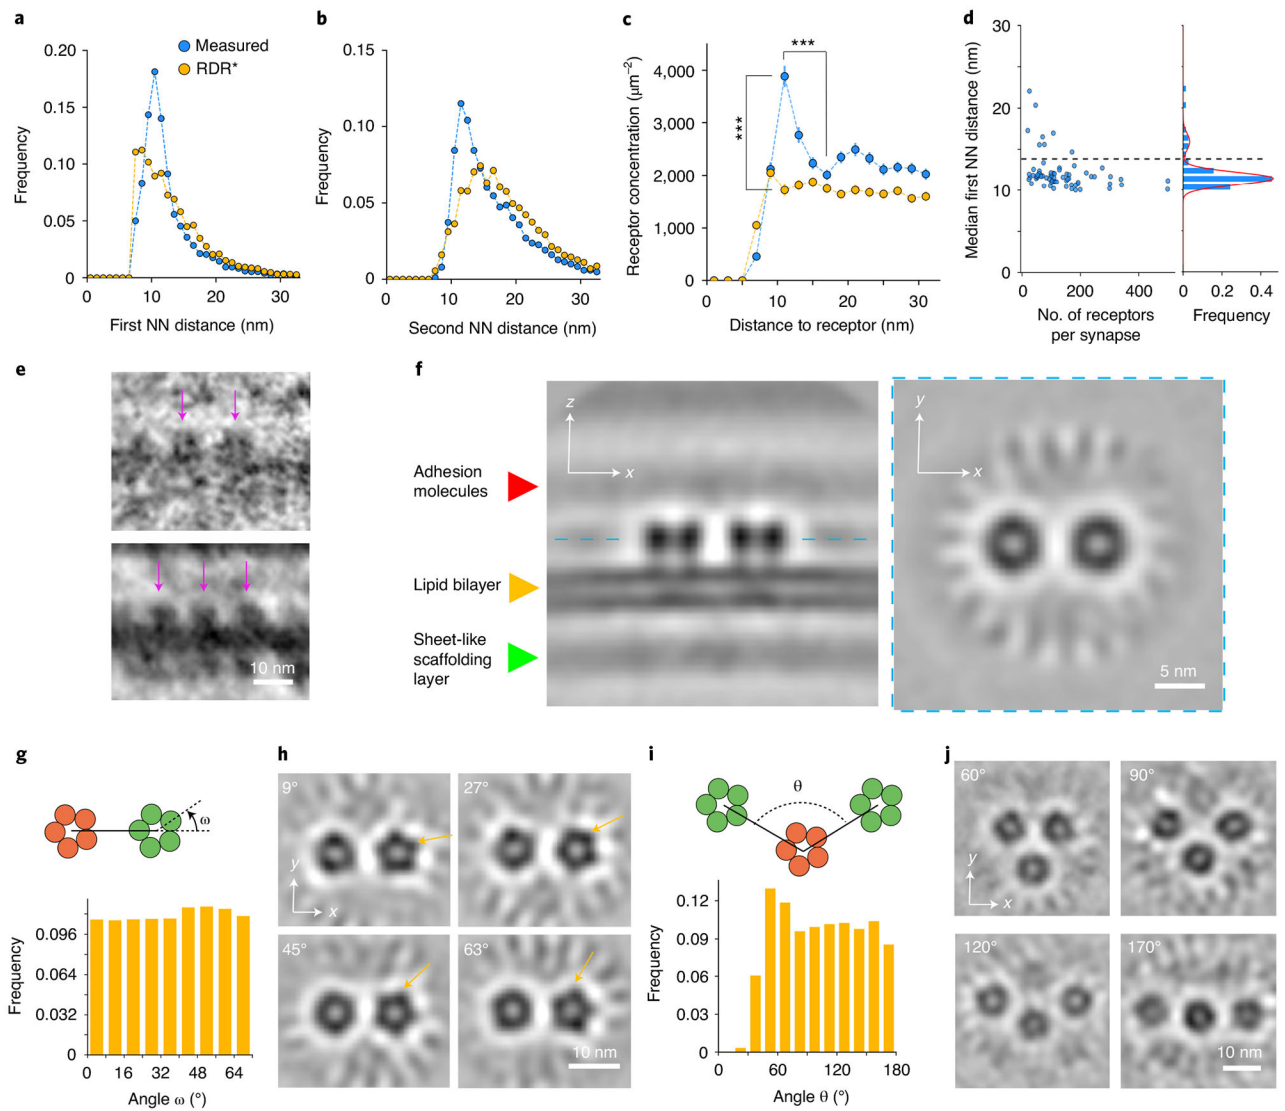 a
0.20
0.15
0.10
0.05
0
Frequency
0
10
20
30
First NN distance (nm)
Measured
RDR*
b
0.15
0.10
0.05
0
Frequency
0
10
20
30
Second NN distance (nm)
c
4,000
3,000
2,000
1,000
0
Receptor concentration (μm−2)
***
***
0
10
20
30
Distance to receptor (nm)
d
30
20
10
0
Median first NN distance (nm)
0
200
400
No. of receptors
per synapse
0
0.2
0.4
Frequency
e
10 nm
f
Adhesion
molecules
Lipid bilayer
Sheet-like
scaffolding
layer
z
x
y
x
5 nm
g
ω
0.096
0.064
0.032
0
Frequency
0
16
32
48
64
Angle ω (°)
h
9°
27°
y
x
45°
63°
10 nm
i
θ
0.12
0.09
0.06
0.03
0
Frequency
0
60
120
180
Angle θ (°)
j
60°
90°
y
x
120°
170°
10 nm